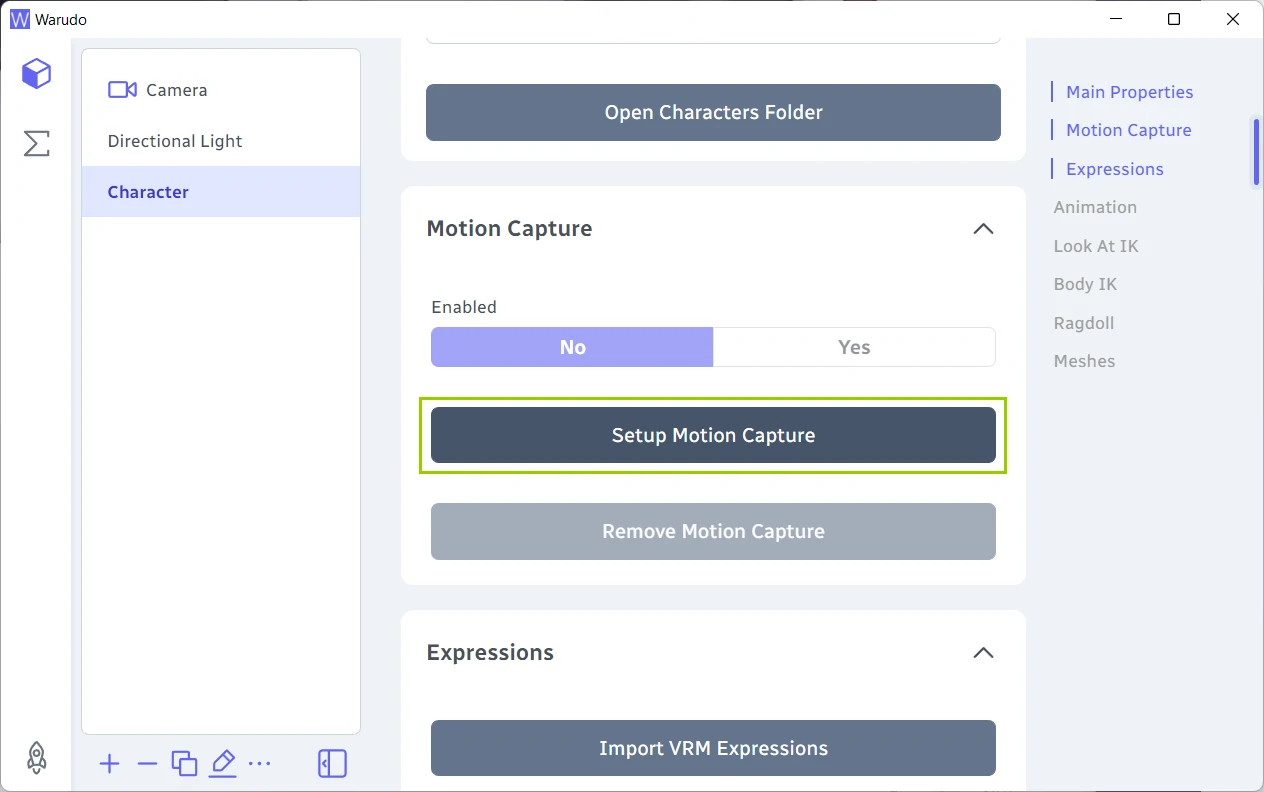 Warudo
Camera
Directional Light
Character
Open Characters Folder
Motion Capture
Enabled
No
Yes
Setup Motion Capture
Remove Motion Capture
Expressions
Import VRM Expressions
Main Properties
Motion Capture
Expressions
Animation
Look At IK
Body IK
Ragdoll
Meshes